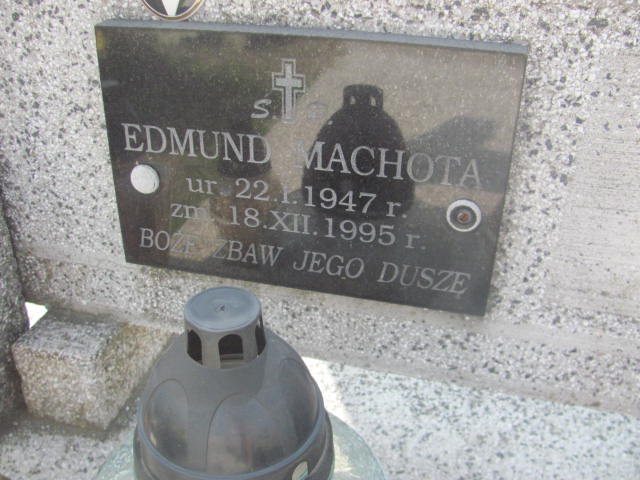 Ś. P.
EDMUND MACHOTA
ur. 22.I.1947 r.
zm. 18.XII.1995 r.
BOŻE ZBAW JEGO DUSZĘ